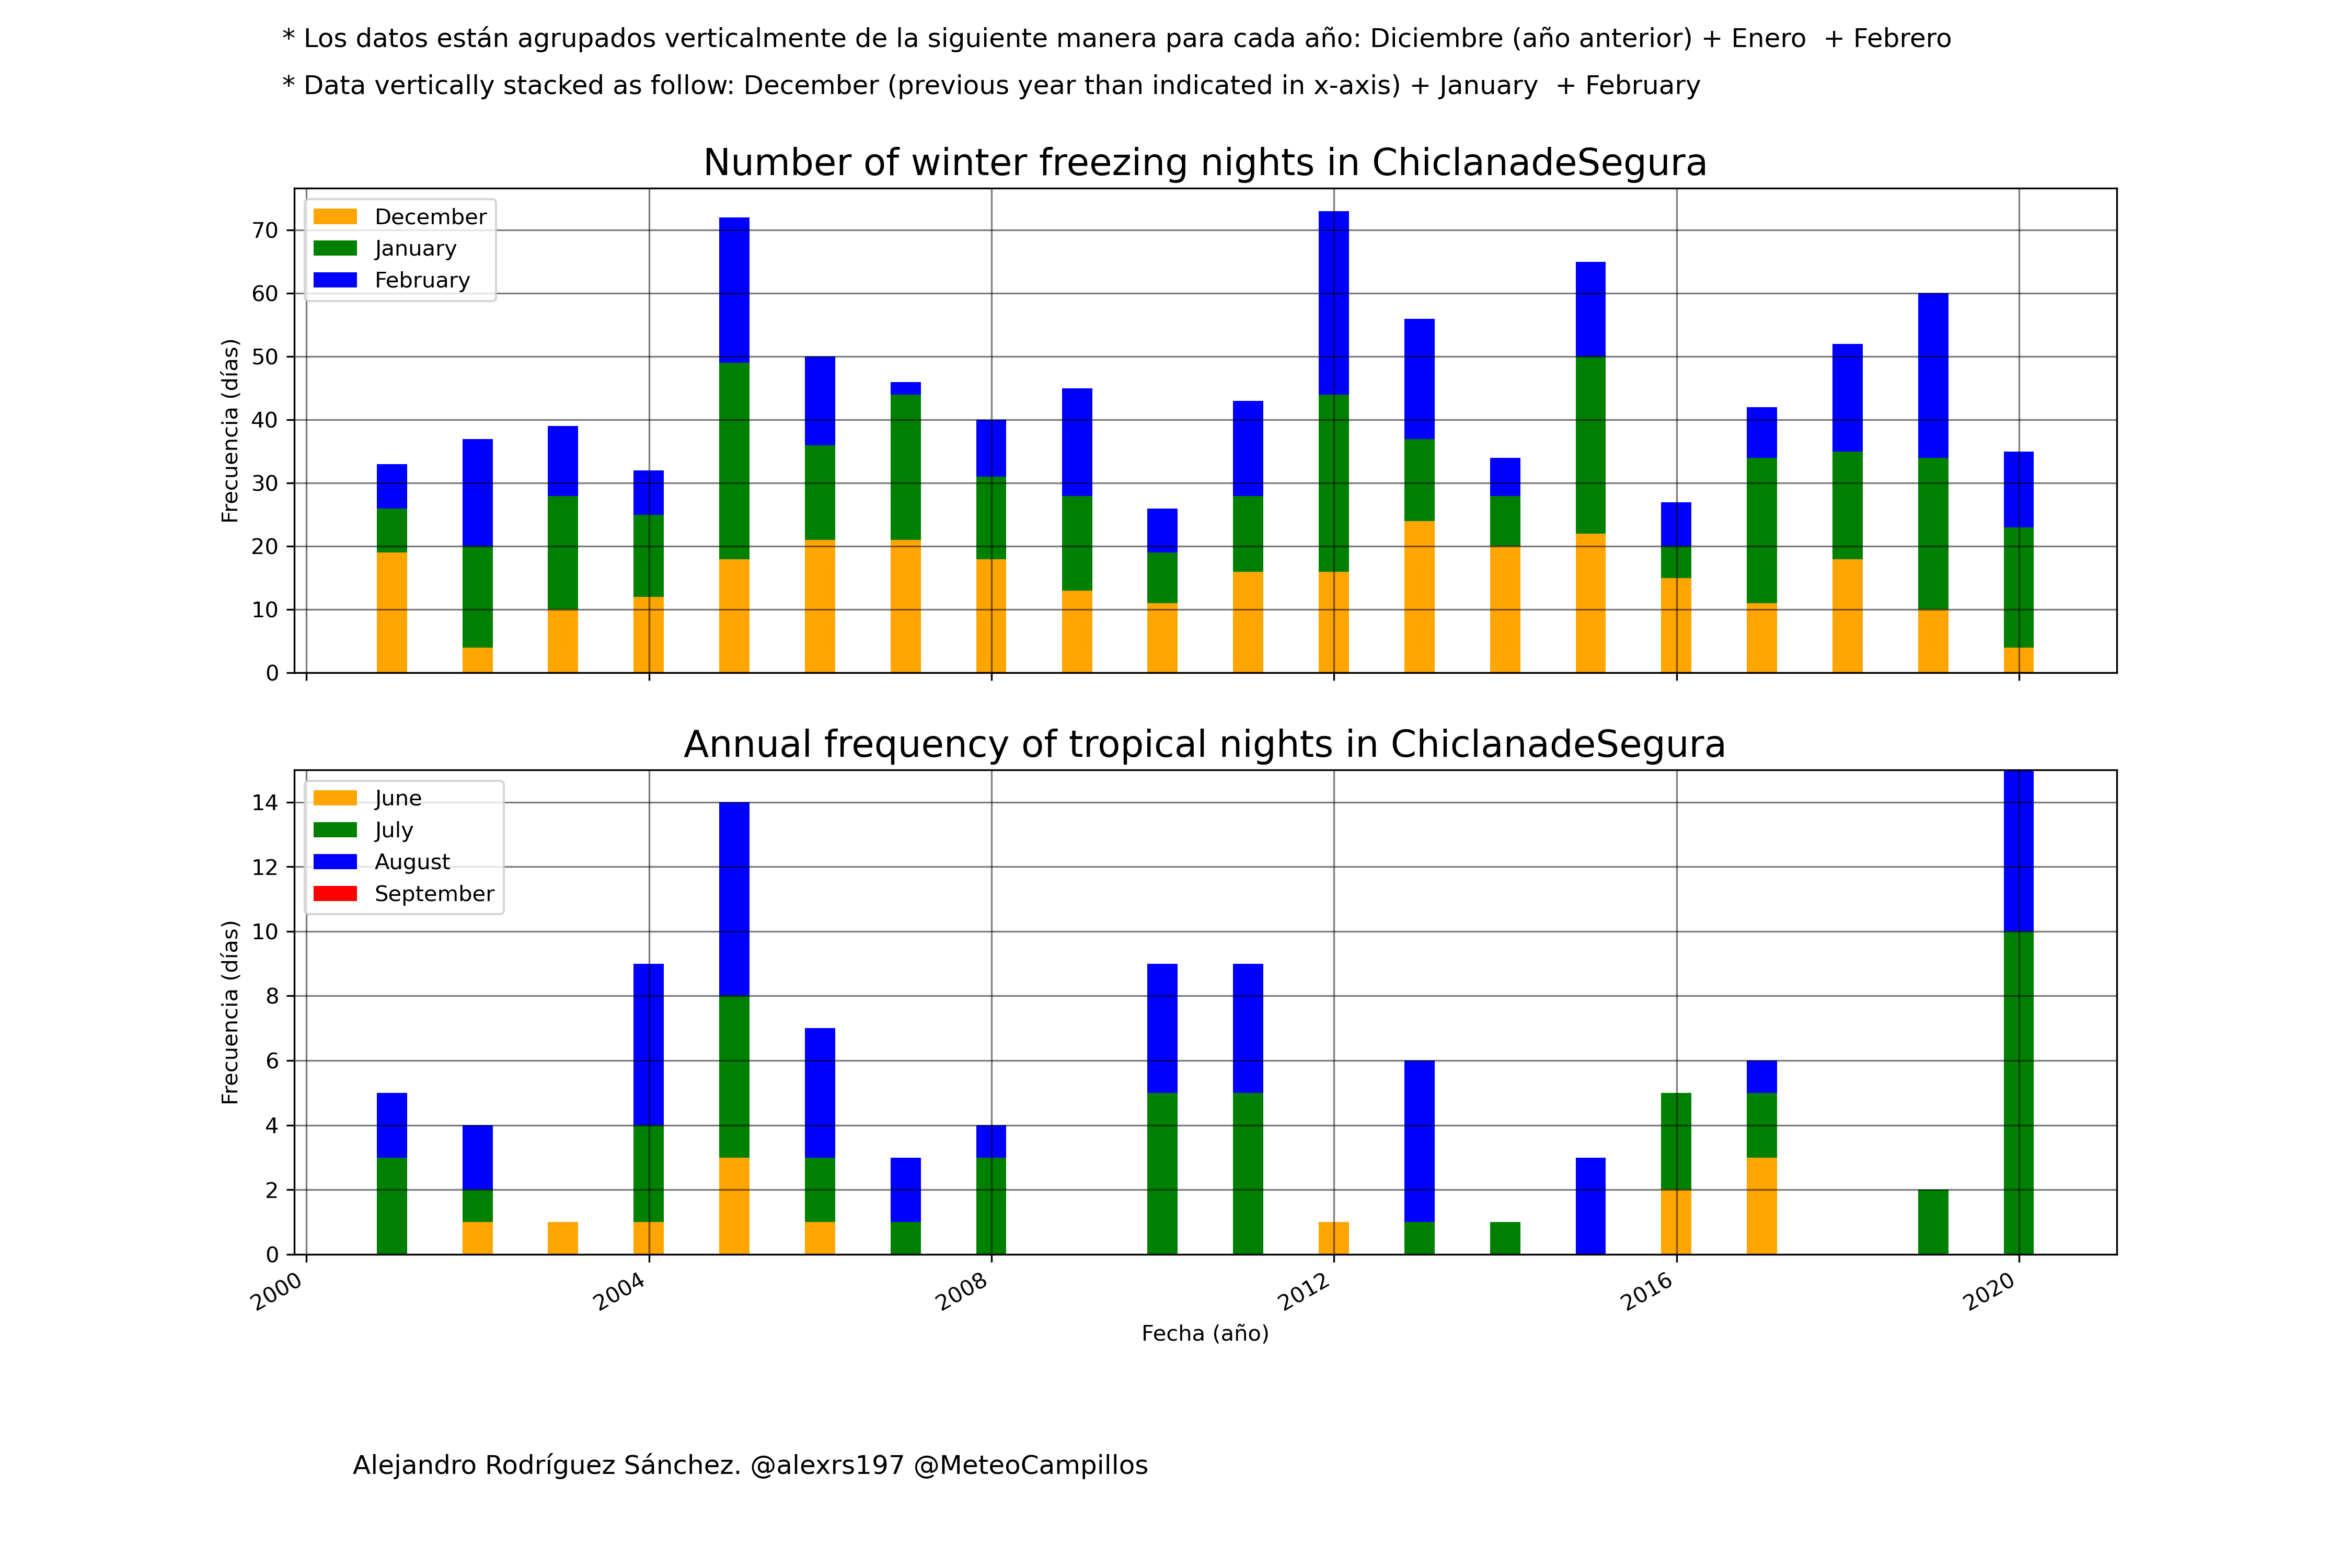 * Los datos están agrupados verticalmente de la siguiente manera para cada año: Diciembre (año anterior) + Enero  + Febrero
* Data vertically stacked as follow: December (previous year than indicated in x-axis) + January  + February
Number of winter freezing nights in ChiclanadeSegura
December
January
February
70
60
50
40
30
20
10
0
Frecuencia (días)
Annual frequency of tropical nights in ChiclanadeSegura
June
July
August
September
14
12
10
8
6
4
2
0
Frecuencia (días)
2000 2004 2008 2012 2016 2020
Fecha (año)
Alejandro Rodríguez Sánchez. @alexrs197 @MeteoCampillos